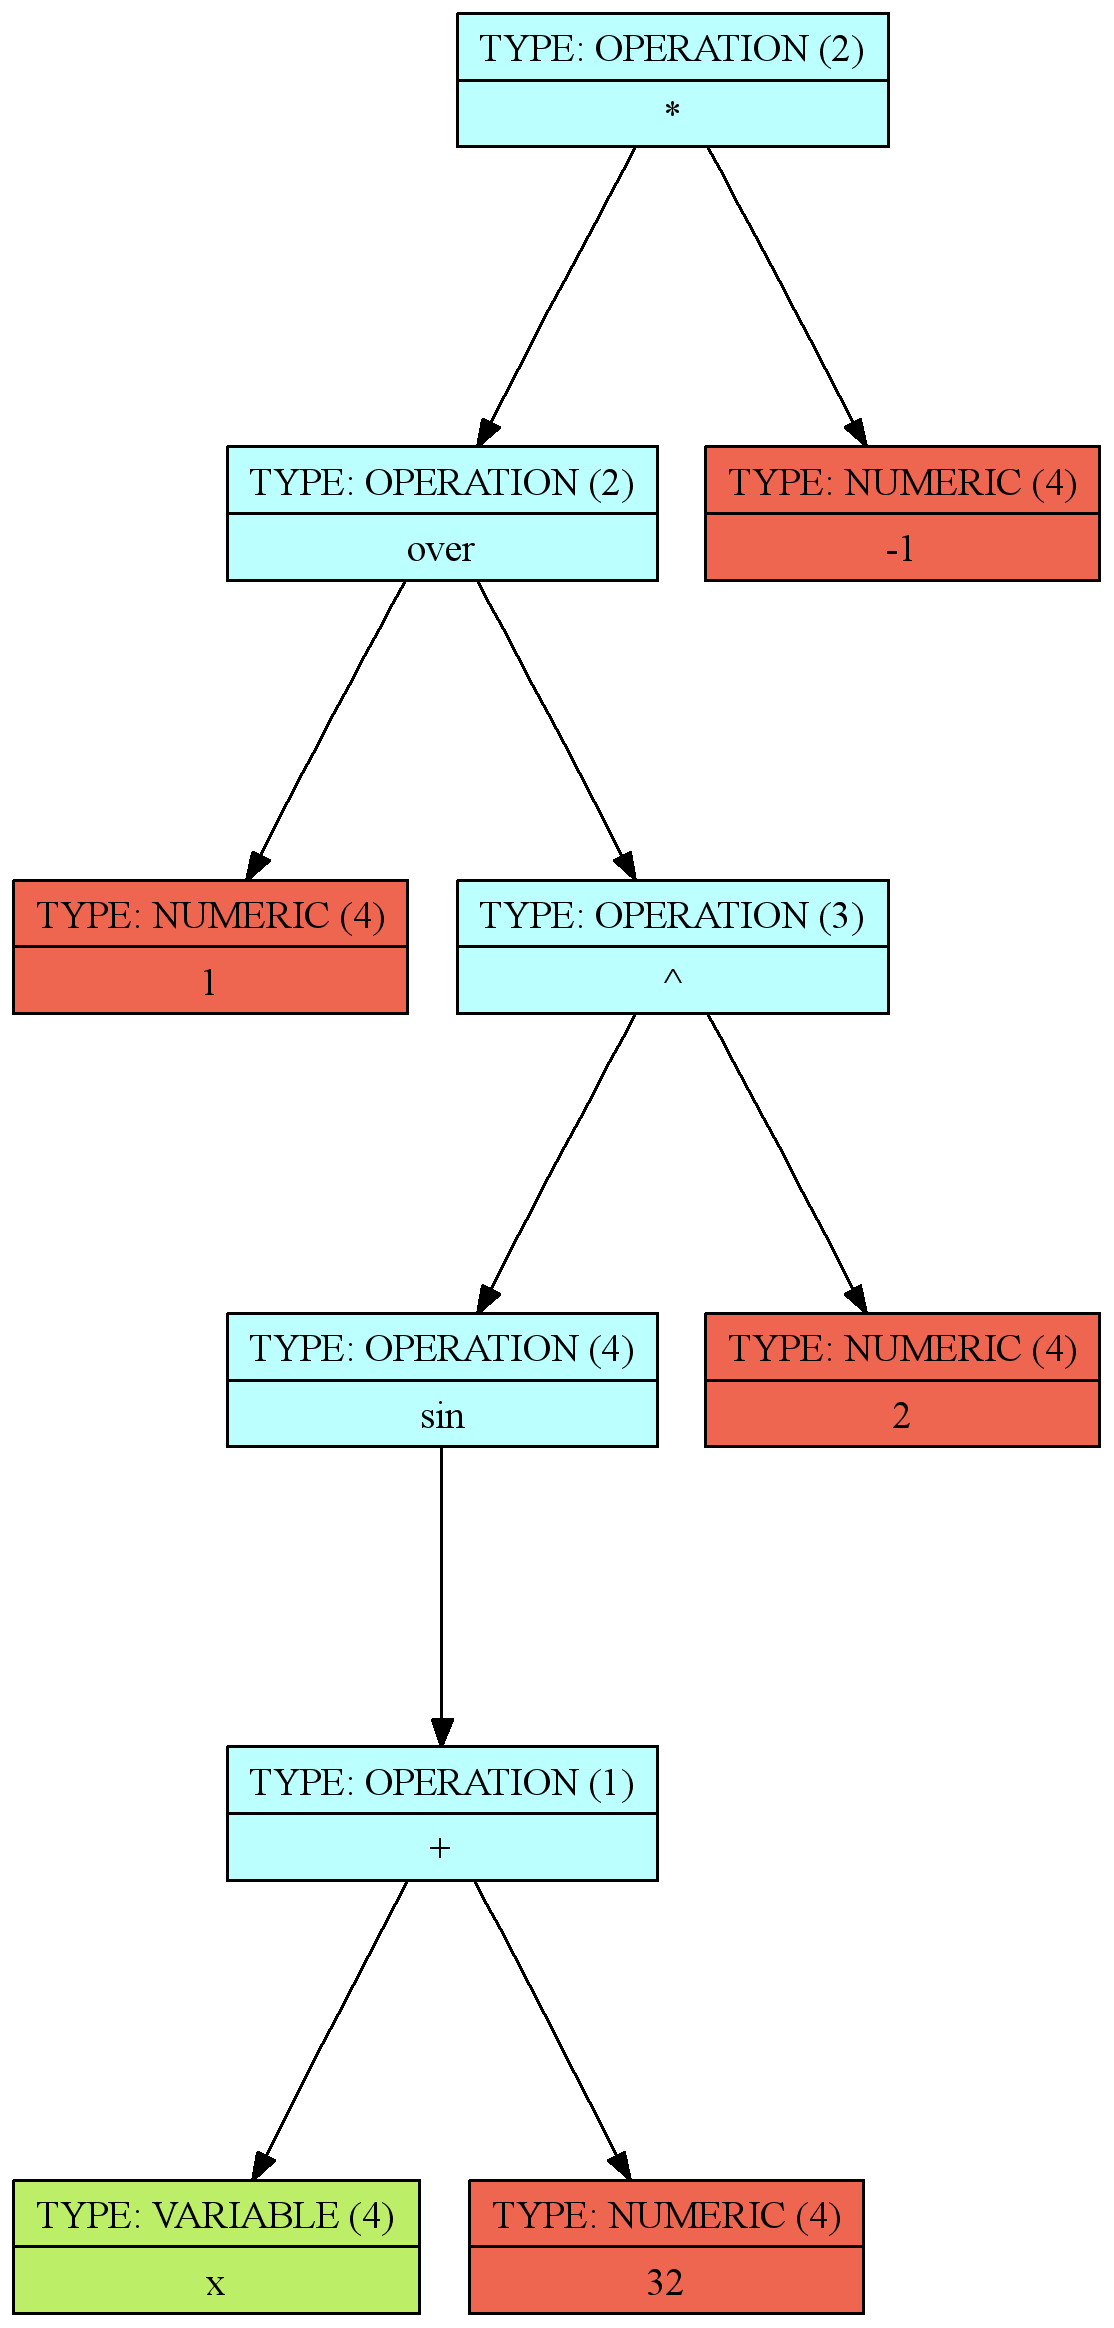 TYPE: OPERATION (2)
*
TYPE: OPERATION (2)
over
TYPE: NUMERIC (4)
-1
TYPE: NUMERIC (4)
1
TYPE: OPERATION (3)
^
TYPE: OPERATION (4)
sin
TYPE: NUMERIC (4)
2
TYPE: OPERATION (1)
+
TYPE: VARIABLE (4)
x
TYPE: NUMERIC (4)
32